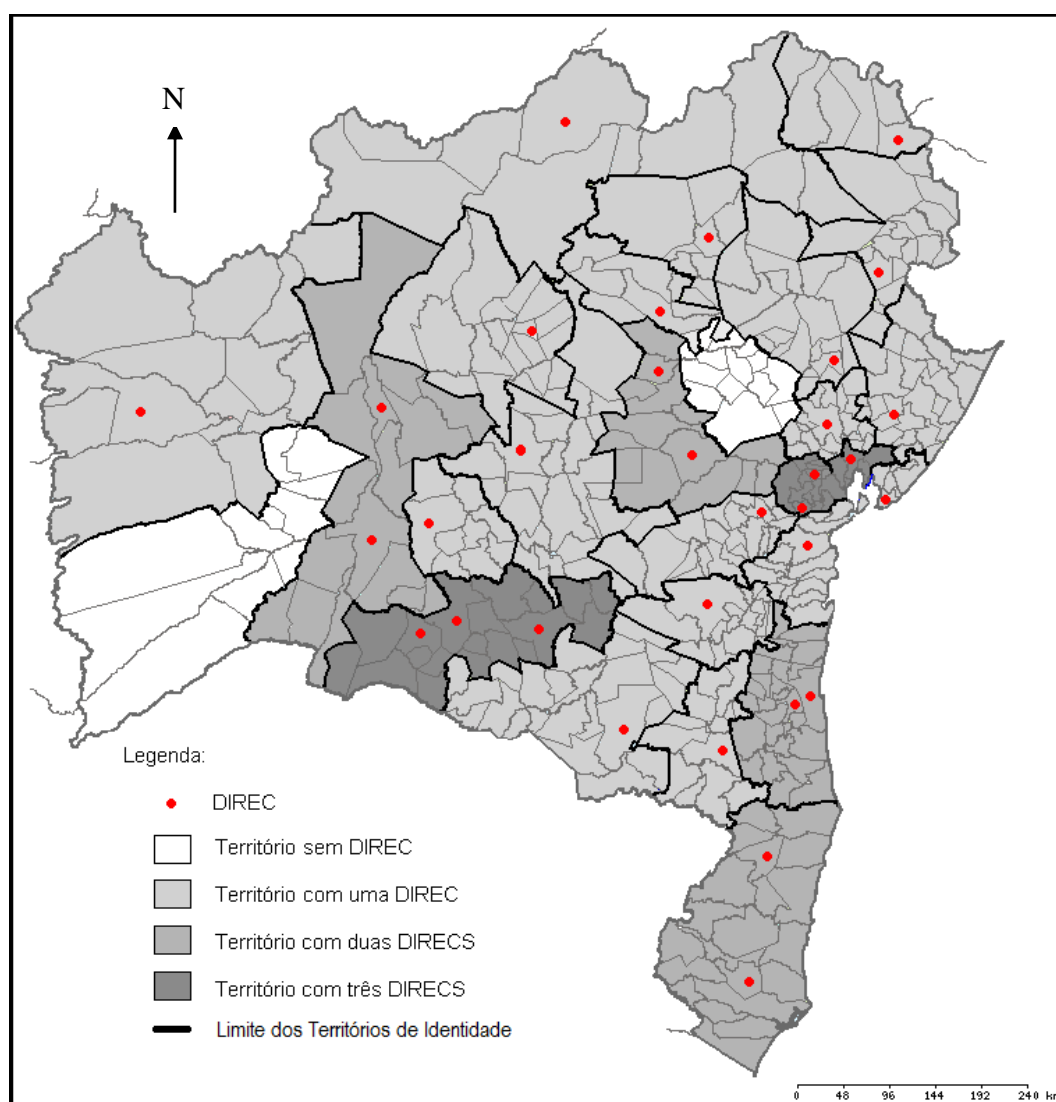 N
Legenda:
DIREC
Território sem DIREC
Território com uma DIREC
Território com duas DIRECS
Território com três DIRECS
Limite dos Territórios de Identidade
0 48 96 144 192 240 km